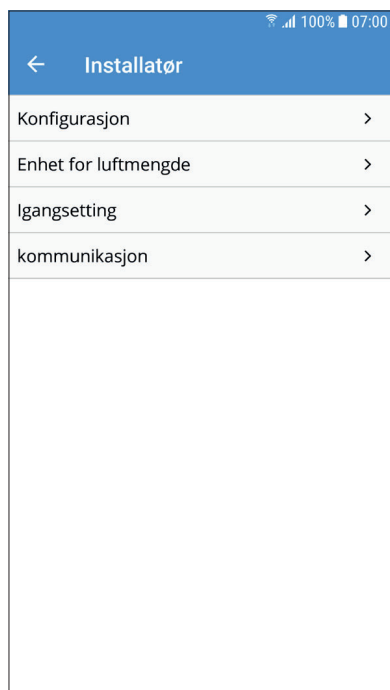 100% 07:00
Installatør
Konfigurasjon
Enhet for luftmengde
Igangsetting
kommunikasjon